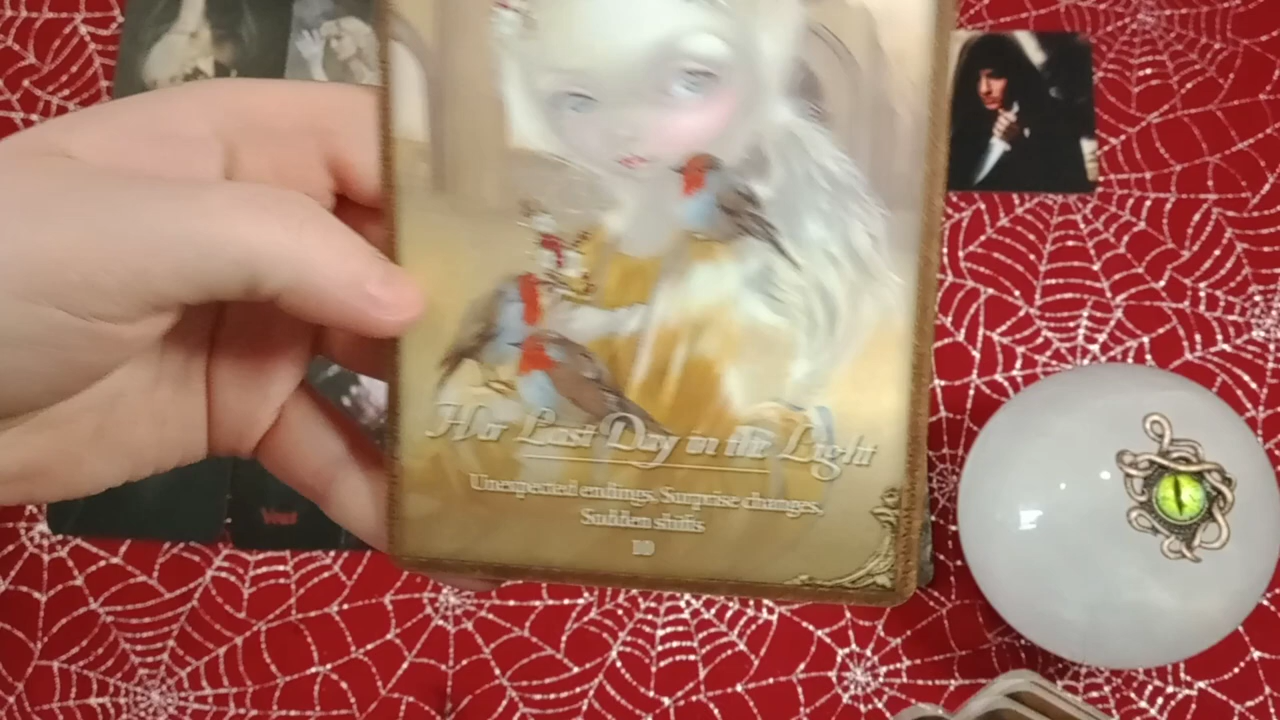 Her Last Day in the Light
Unexpected endings. Surprise changes.
Sudden shifts
10